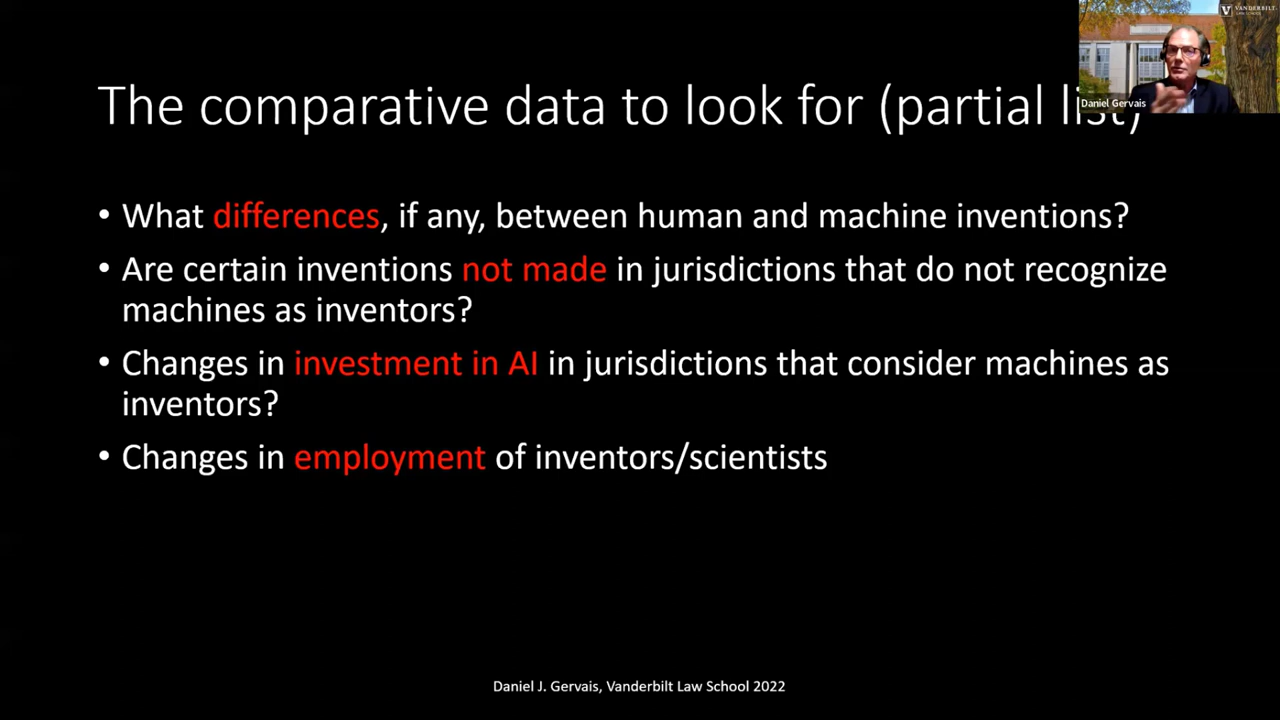 VANDERBILT
LAW SCHOOL
Daniel Gervais
The comparative data to look for (partial list)
• What differences, if any, between human and machine inventions?
• Are certain inventions not made in jurisdictions that do not recognize
machines as inventors?
• Changes in investment in AI in jurisdictions that consider machines as
inventors?
• Changes in employment of inventors/scientists
Daniel J. Gervais, Vanderbilt Law School 2022